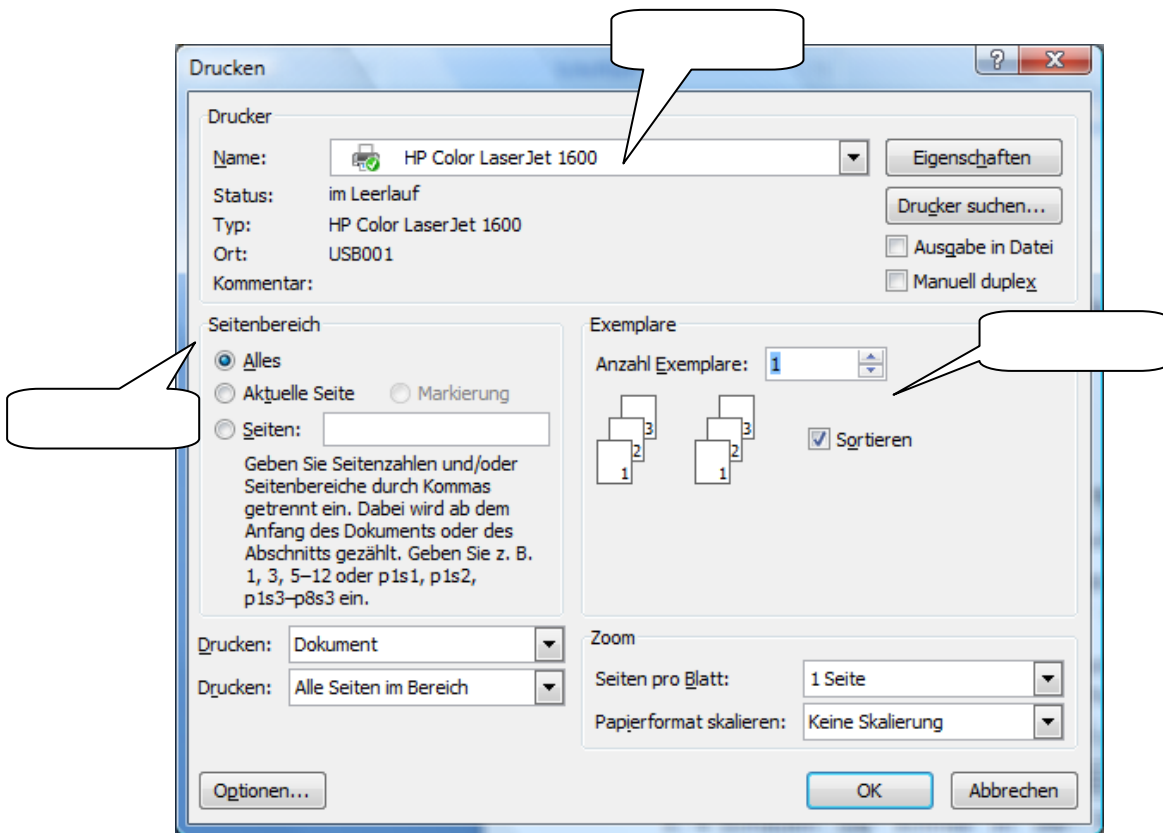 Drucken
Drucker
Name: HP Color LaserJet 1600 Eigenschaften
Status: im Leerlauf Drucker suchen...
Typ: HP Color LaserJet 1600
Ort: USB001 Ausgabe in Datei
Kommentar: Manuell duplex
Seitenbereich
Alles
Aktuelle Seite Markierung
Seiten:
Geben Sie Seitenzahlen und/oder
Seitenbereiche durch Kommas
getrennt ein. Dabei wird ab dem
Anfang des Dokuments oder des
Abschnitts gezählt. Geben Sie z. B.
1, 3, 5–12 oder p1s1, p1s2,
p1s3–p8s3 ein.
Exemplare
Anzahl Exemplare: 1
3 3
2 2
1 1
Sortieren
Drucken: Dokument
Drucken: Alle Seiten im Bereich
Zoom
Seiten pro Blatt: 1 Seite
Papierformat skalieren: Keine Skalierung
Optionen... OK Abbrechen